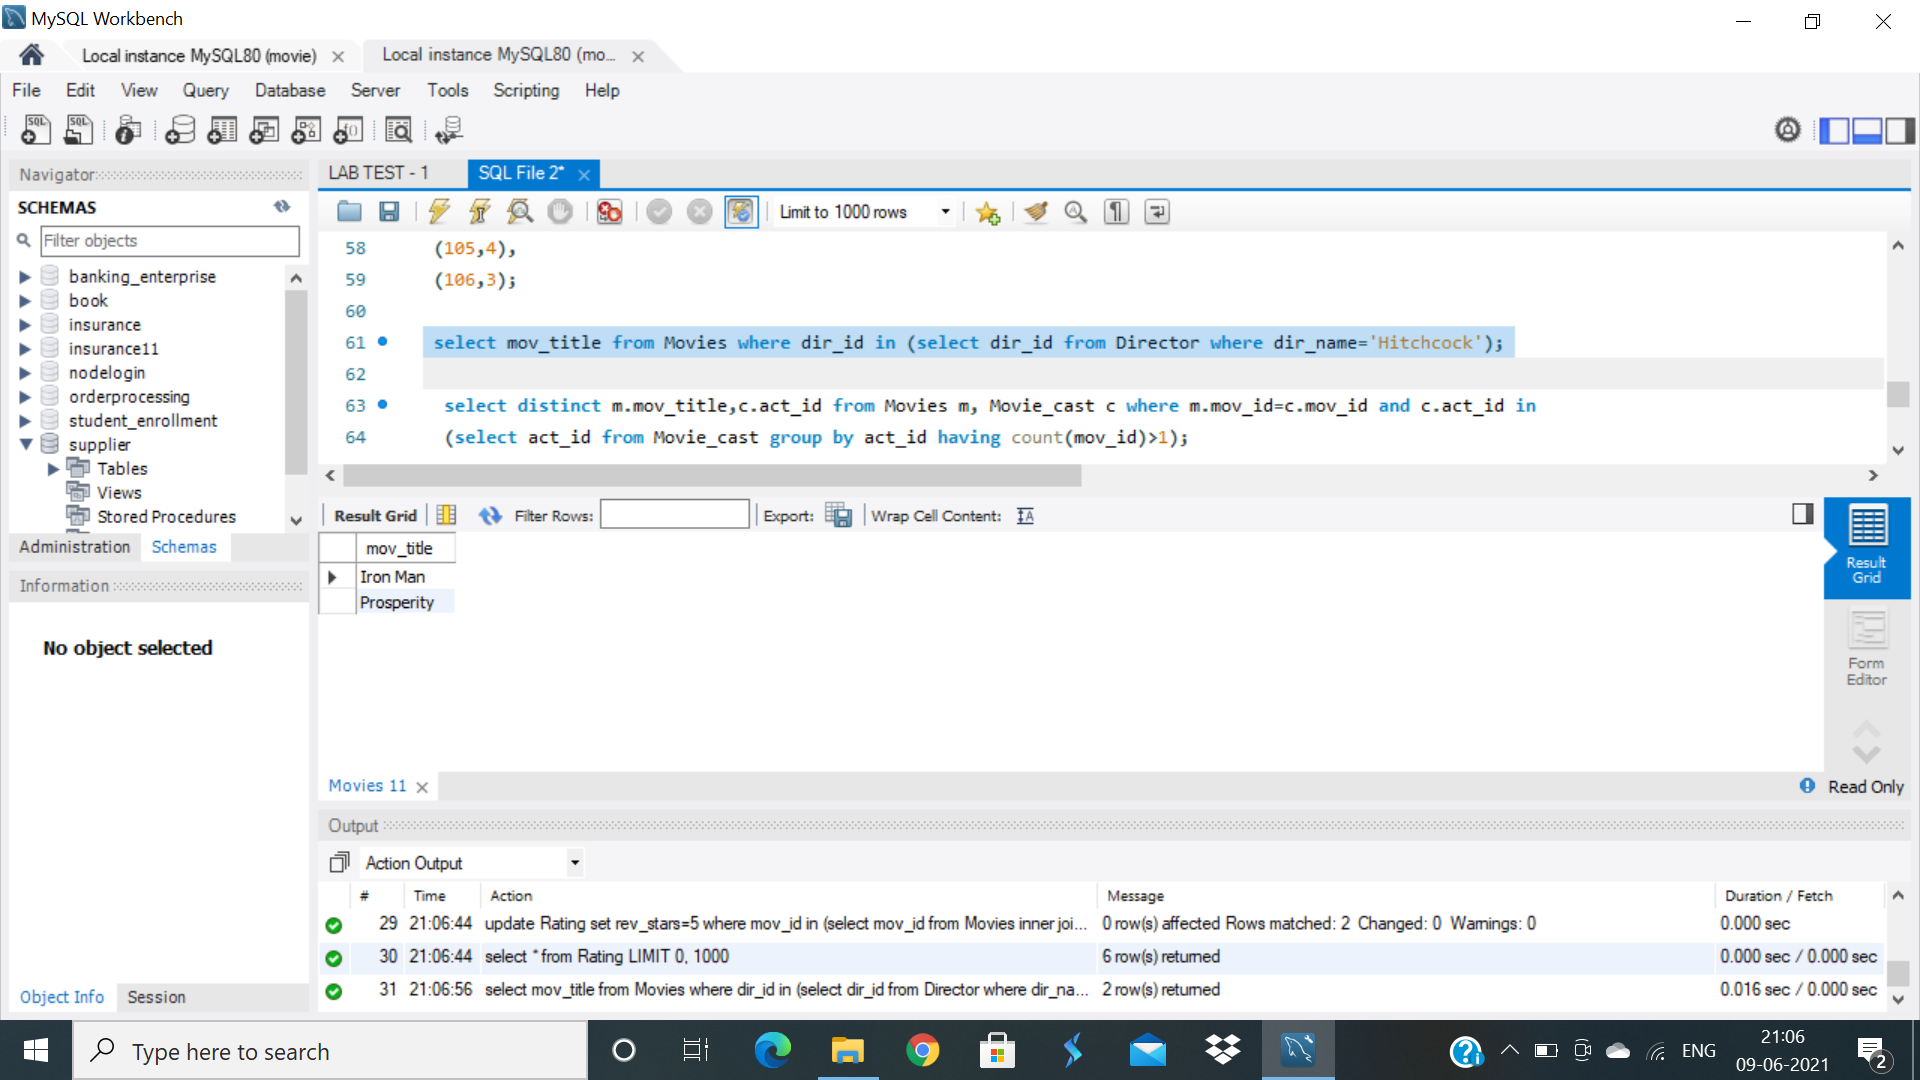 MySQL Workbench
Local instance MySQL80 (movie)
Local instance MySQL80 (mo...
File Edit View Query Database Server Tools Scripting Help
Navigator
SCHEMAS
Filter objects
banking_enterprise
book
insurance
insurance11
nodelogin
orderprocessing
student_enrollment
supplier
Tables
Views
Stored Procedures
Administration Schemas
Information
No object selected
Object Info Session
LAB TEST - 1 SQL File 2*
Limit to 1000 rows
58 (105,4),
59 (106,3);
60
61 select mov_title from Movies where dir_id in (select dir_id from Director where dir_name='Hitchcock');
62
63 select distinct m.mov_title,c.act_id from Movies m, Movie_cast c where m.mov_id=c.mov_id and c.act_id in
64 (select act_id from Movie_cast group by act_id having count(mov_id)>1);
Result Grid Filter Rows: Export: Wrap Cell Content:
mov_title
Iron Man
Prosperity
Result
Grid
Form
Editor
Movies 11
Read Only
Output
Action Output
# Time Action Message Duration / Fetch
29 21:06:44 update Rating set rev_stars=5 where mov_id in (select mov_id from Movies inner joi... 0 row(s) affected Rows matched: 2 Changed: 0 Warnings: 0 0.000 sec
30 21:06:44 select * from Rating LIMIT 0, 1000 6 row(s) returned 0.000 sec / 0.000 sec
31 21:06:56 select mov_title from Movies where dir_id in (select dir_id from Director where dir_na... 2 row(s) returned 0.016 sec / 0.000 sec
Type here to search
ENG
21:06
09-06-2021
2